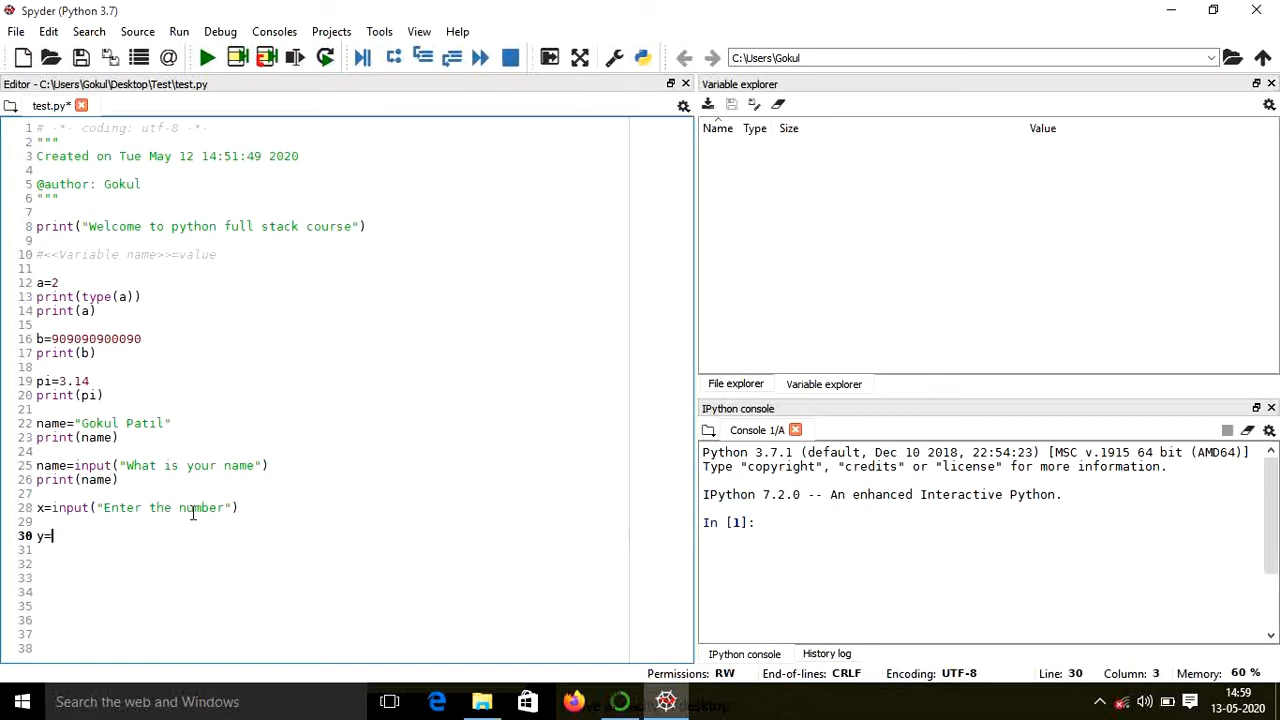 Spyder (Python 3.7)
File Edit Search Source Run Debug Consoles Projects Tools View Help
C:\Users\Gokul
Editor - C:\Users\Gokul\Desktop\Test\test.py
test.py*
1 # -*- coding: utf-8 -*-
2 """
3 Created on Tue May 12 14:51:49 2020
4
5 @author: Gokul
6 """
7
8 print("Welcome to python full stack course")
9
10 #<<Variable name>>=value
11
12 a=2
13 print(type(a))
14 print(a)
15
16 b=909090900090
17 print(b)
18
19 pi=3.14
20 print(pi)
21
22 name="Gokul Patil"
23 print(name)
24
25 name=input("What is your name")
26 print(name)
27
28 x=input("Enter the number")
29
30 y=
31
32
33
34
35
36
37
38
Variable explorer
Name Type Size Value
File explorer Variable explorer
IPython console
Console 1/A
Python 3.7.1 (default, Dec 10 2018, 22:54:23) [MSC v.1915 64 bit (AMD64)]
Type "copyright", "credits" or "license" for more information.
IPython 7.2.0 -- An enhanced Interactive Python.
In [1]:
IPython console History log
Permissions: RW End-of-lines: CRLF Encoding: UTF-8 Line: 30 Column: 3 Memory: 60 %
Search the web and Windows
desktop
14:59
13-05-2020